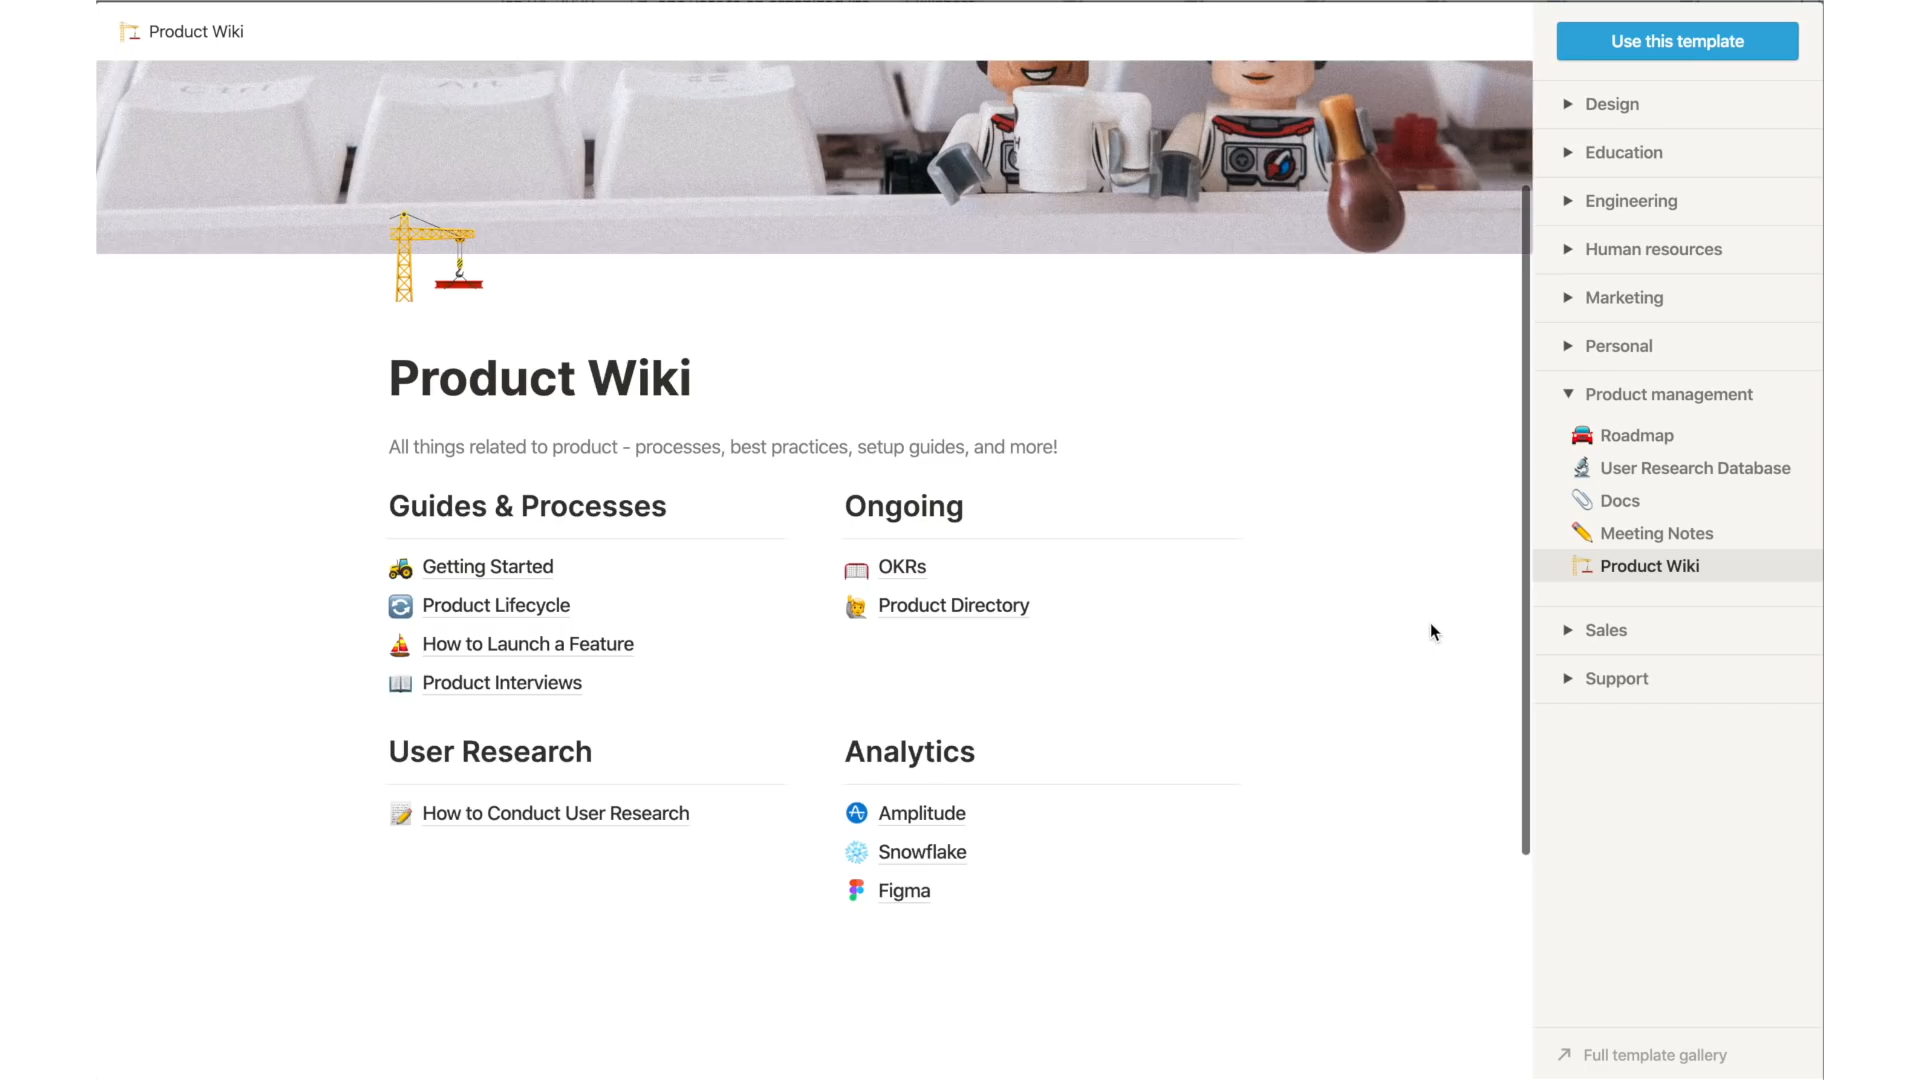 Product Wiki
Use this template
Ctrl
Alt
Product Wiki
All things related to product - processes, best practices, setup guides, and more!
Guides & Processes
Getting Started
Product Lifecycle
How to Launch a Feature
Product Interviews
Ongoing
OKRs
Product Directory
User Research
How to Conduct User Research
Analytics
Amplitude
Snowflake
Figma
Design
Education
Engineering
Human resources
Marketing
Personal
Product management
Roadmap
User Research Database
Docs
Meeting Notes
Product Wiki
Sales
Support
Full template gallery